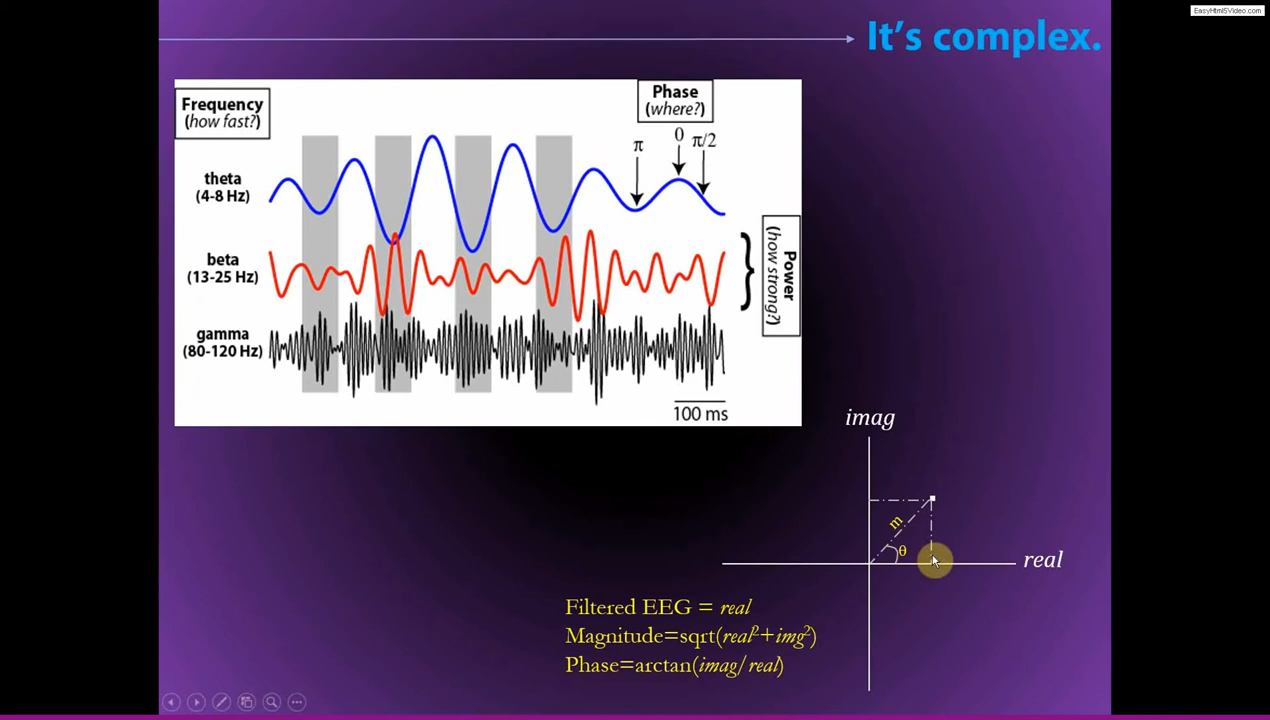 EasyHtml5Video.com
It's complex.
Frequency
(how fast?)
Phase
(where?)
π
0
π/2
theta
(4-8 Hz)
beta
(13-25 Hz)
Power
(how strong?)
gamma
(80-120 Hz)
100 ms
imag
m
θ
real
Filtered EEG = real
Magnitude=sqrt(real²+img²)
Phase=arctan(imag/real)